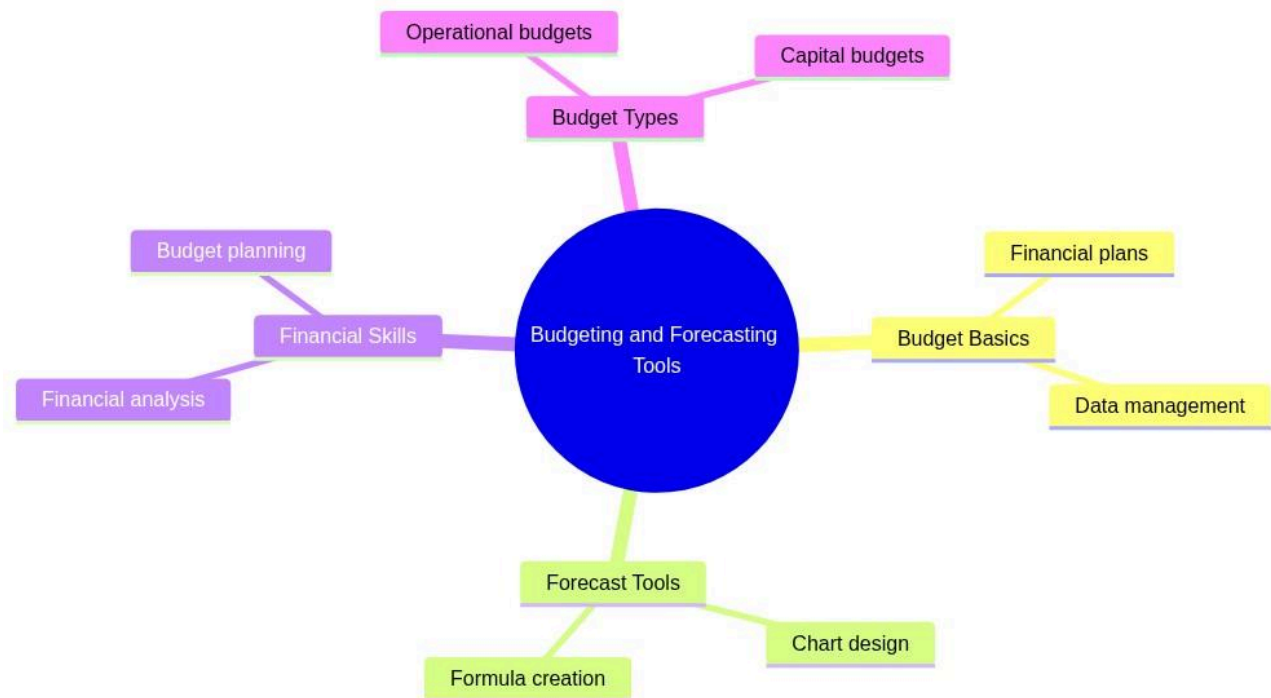 Operational budgets
Capital budgets
Budget Types
Budget planning
Financial plans
Financial Skills
Budgeting and Forecasting
Tools
Budget Basics
Financial analysis
Data management
Forecast Tools
Chart design
Formula creation